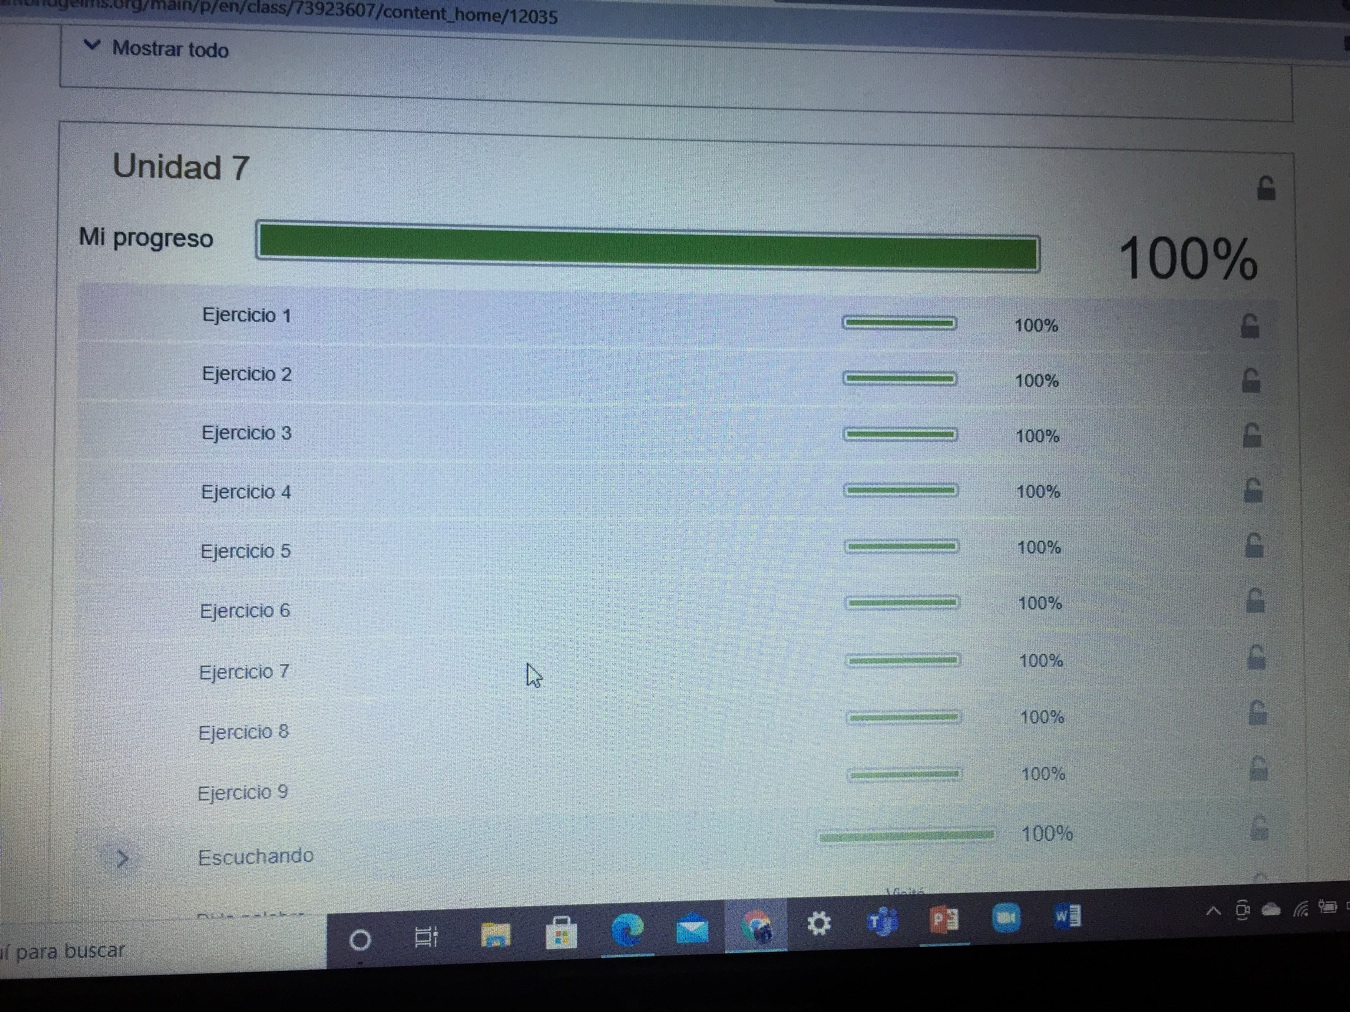 /main/p/en/class/73923607/content_home/12035
Mostrar todo
Unidad 7
Mi progreso
100%
Ejercicio 1
100%
Ejercicio 2
100%
Ejercicio 3
100%
Ejercicio 4
100%
Ejercicio 5
100%
Ejercicio 6
100%
Ejercicio 7
100%
Ejercicio 8
100%
Ejercicio 9
100%
Escuchando
100%
para buscar